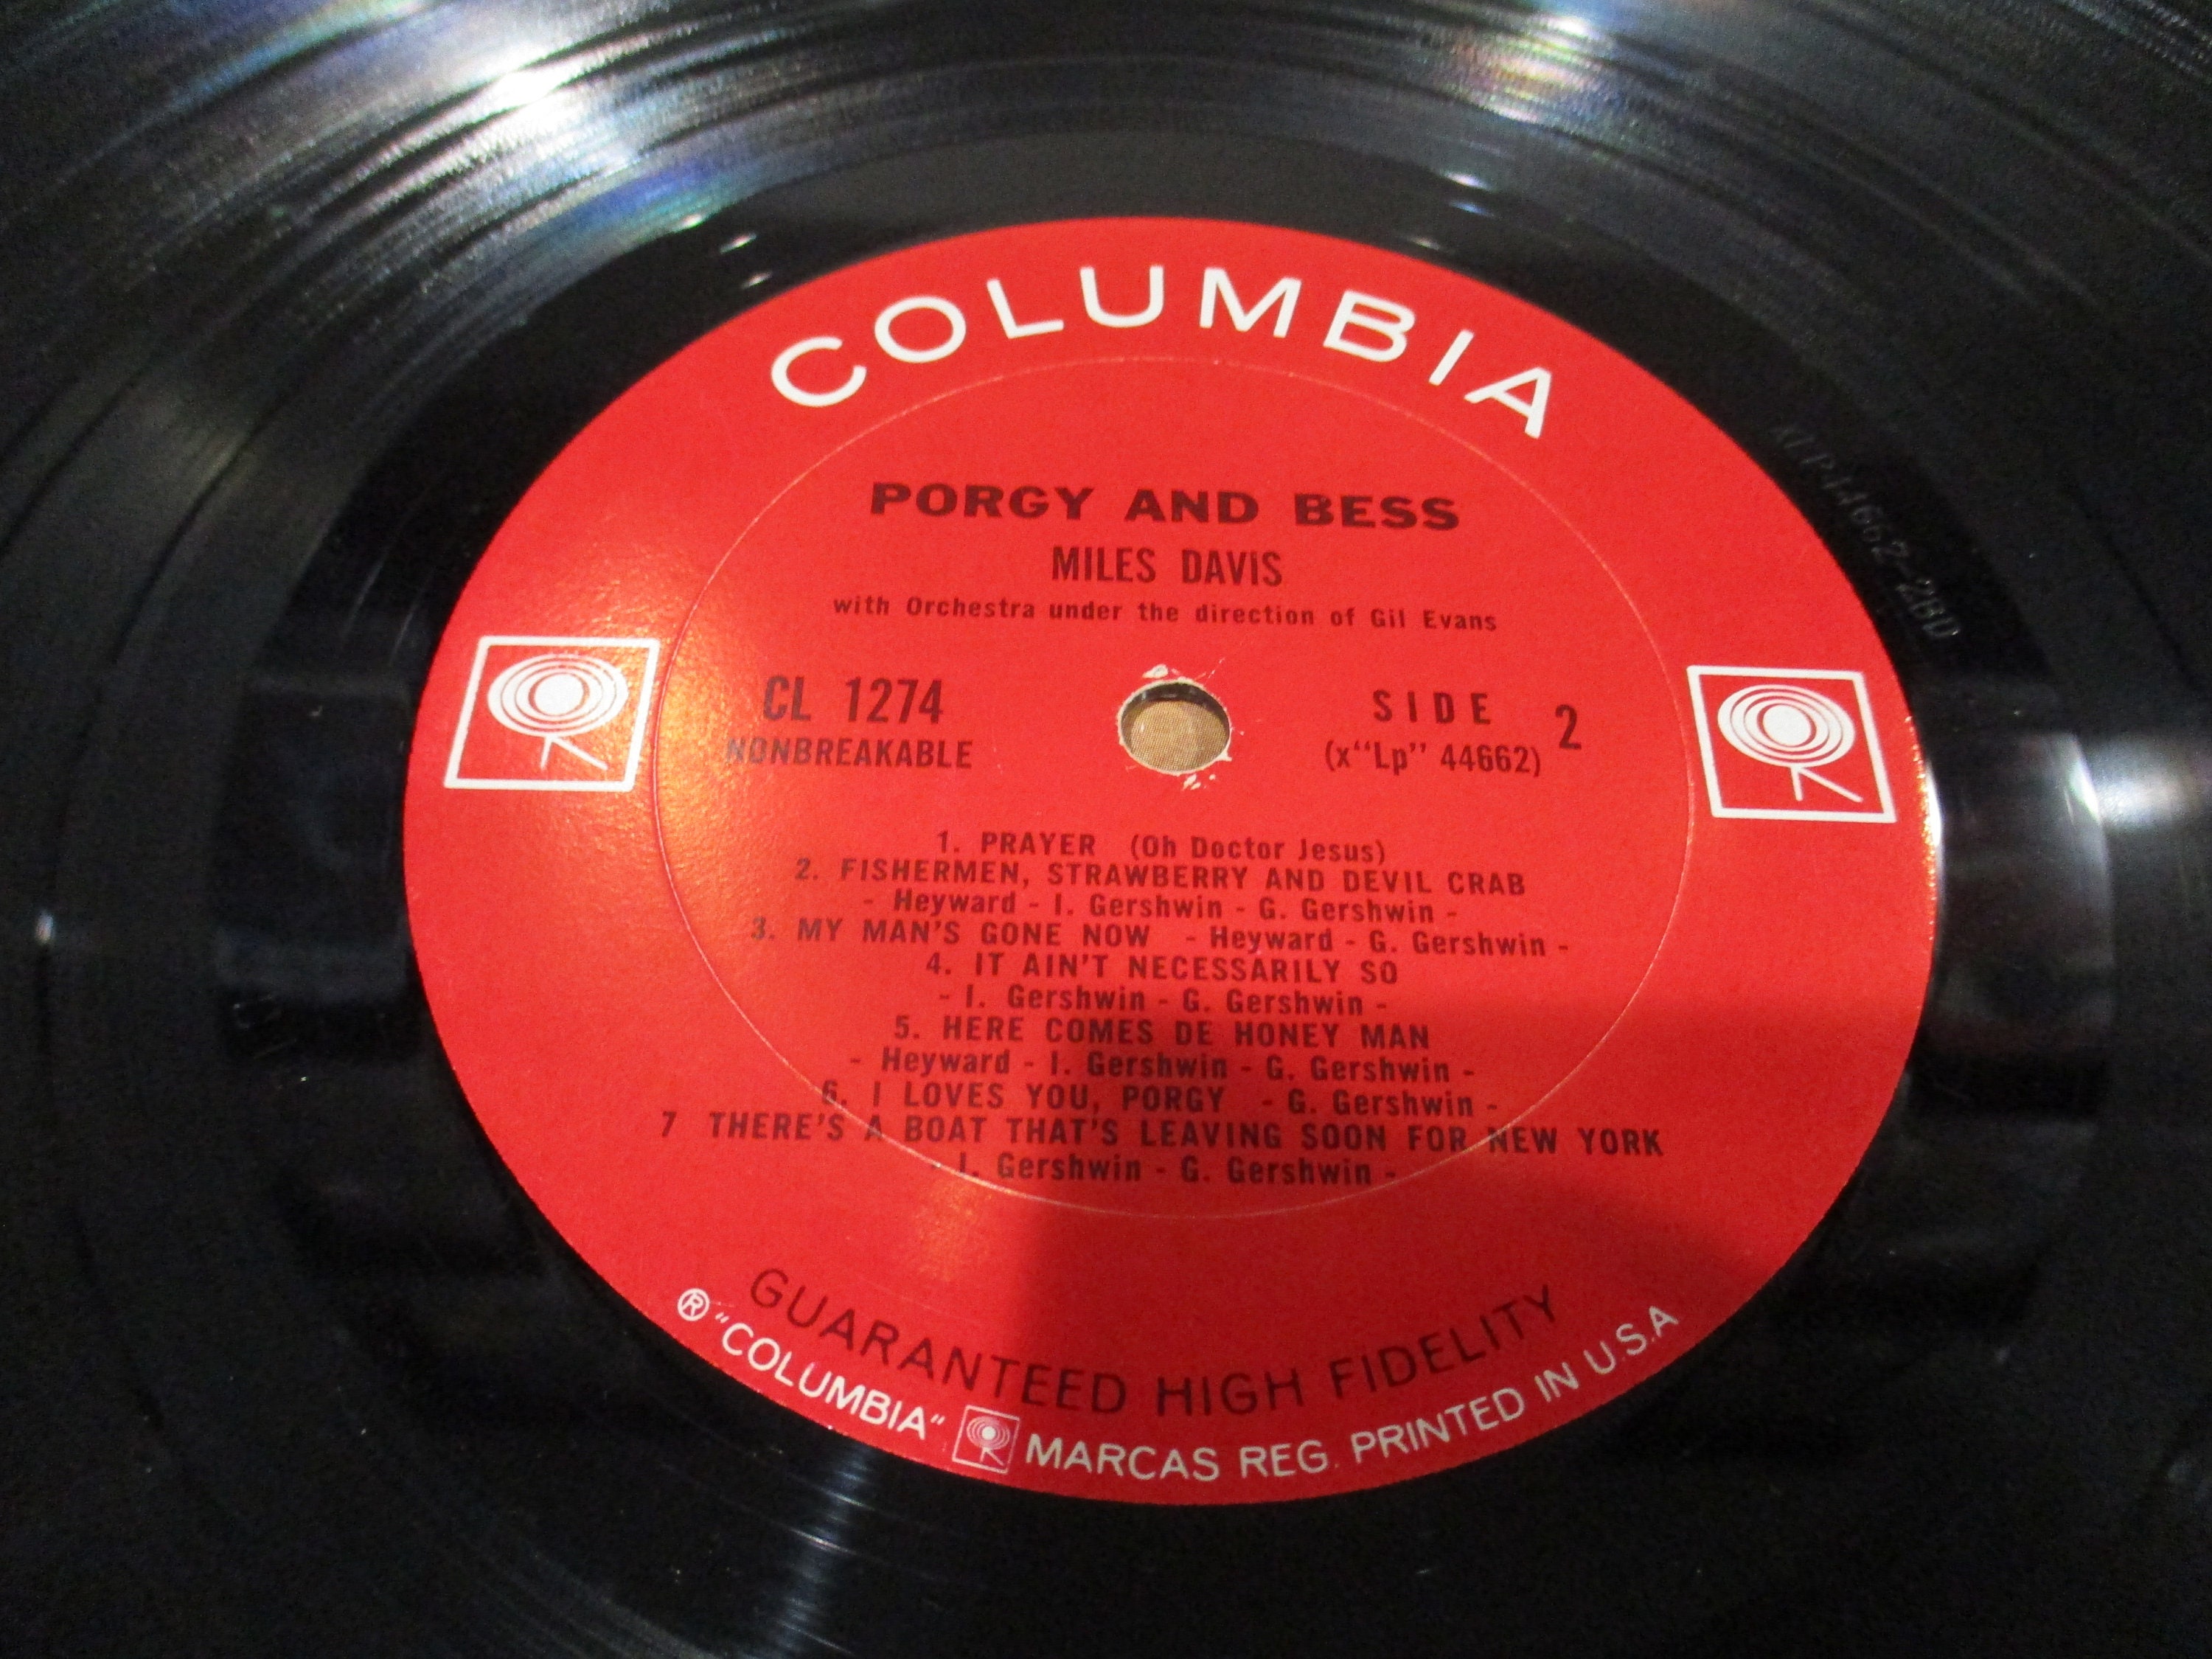 COLUMBIA
PORGY AND BESS
MILES DAVIS
with Orchestra under the direction of Gil Evans
CL 1274
NONBREAKABLE
SIDE 2
(x"Lp" 44662)
1. PRAYER (Oh Doctor Jesus)
2. FISHERMEN, STRAWBERRY AND DEVIL CRAB
- Heyward - I. Gershwin - G. Gershwin -
3. MY MAN'S GONE NOW - Heyward - G. Gershwin -
4. IT AIN'T NECESSARILY SO
- I. Gershwin - G. Gershwin -
5. HERE COMES DE HONEY MAN
- Heyward - I. Gershwin - G. Gershwin -
6. I LOVES YOU, PORGY - G. Gershwin -
7 THERE'S A BOAT THAT'S LEAVING SOON FOR NEW YORK
- I. Gershwin - G. Gershwin -
GUARANTEED HIGH FIDELITY
® "COLUMBIA" MARCAS REG. PRINTED IN U.S.A